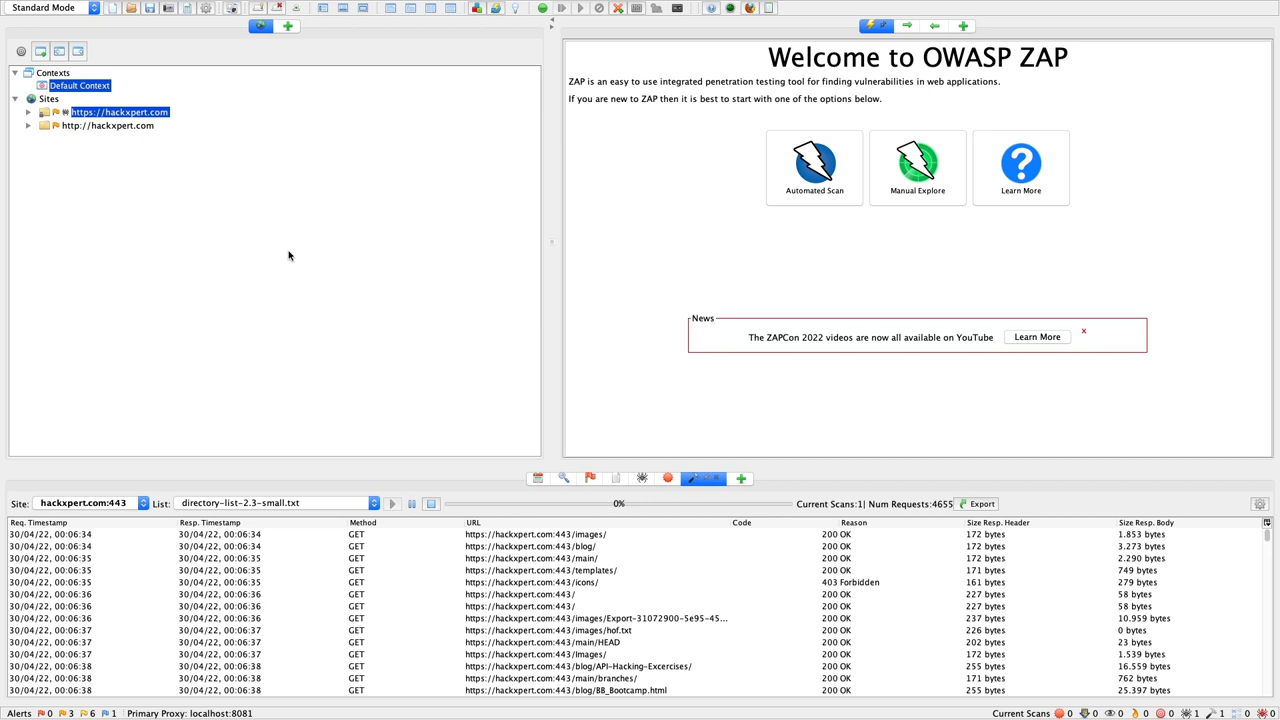 Standard Mode
Welcome to OWASP ZAP
ZAP is an easy to use integrated penetration testing tool for finding vulnerabilities in web applications.
If you are new to ZAP then it is best to start with one of the options below.
Contexts
Default Context
Sites
https://hackxpert.com
http://hackxpert.com
Automated Scan
Manual Explore
Learn More
News
The ZAPCon 2022 videos are now all available on YouTube
Learn More
x
Site: hackxpert.com:443 List: directory-list-2.3-small.txt 0% Current Scans:1| Num Requests:4655 Export
Req. Timestamp Resp. Timestamp Method URL Code Reason Size Resp. Header Size Resp. Body
30/04/22, 00:06:34 30/04/22, 00:06:34 GET https://hackxpert.com:443/images/ 200 OK 172 bytes 1.853 bytes
30/04/22, 00:06:34 30/04/22, 00:06:34 GET https://hackxpert.com:443/blog/ 200 OK 172 bytes 3.273 bytes
30/04/22, 00:06:35 30/04/22, 00:06:34 GET https://hackxpert.com:443/main/ 200 OK 172 bytes 2.290 bytes
30/04/22, 00:06:35 30/04/22, 00:06:35 GET https://hackxpert.com:443/templates/ 200 OK 171 bytes 749 bytes
30/04/22, 00:06:35 30/04/22, 00:06:35 GET https://hackxpert.com:443/icons/ 403 Forbidden 161 bytes 279 bytes
30/04/22, 00:06:36 30/04/22, 00:06:36 GET https://hackxpert.com:443/ 200 OK 227 bytes 58 bytes
30/04/22, 00:06:36 30/04/22, 00:06:36 GET https://hackxpert.com:443/ 200 OK 227 bytes 58 bytes
30/04/22, 00:06:36 30/04/22, 00:06:36 GET https://hackxpert.com:443/images/Export-31072900-5e95-45... 200 OK 237 bytes 10.959 bytes
30/04/22, 00:06:37 30/04/22, 00:06:37 GET https://hackxpert.com:443/images/hof.txt 200 OK 226 bytes 0 bytes
30/04/22, 00:06:37 30/04/22, 00:06:37 GET https://hackxpert.com:443/main/HEAD 200 OK 202 bytes 23 bytes
30/04/22, 00:06:37 30/04/22, 00:06:37 GET https://hackxpert.com:443/Images/ 200 OK 172 bytes 1.539 bytes
30/04/22, 00:06:38 30/04/22, 00:06:38 GET https://hackxpert.com:443/blog/API-Hacking-Excercises/ 200 OK 255 bytes 16.559 bytes
30/04/22, 00:06:38 30/04/22, 00:06:38 GET https://hackxpert.com:443/main/branches/ 200 OK 171 bytes 762 bytes
30/04/22, 00:06:38 30/04/22, 00:06:38 GET https://hackxpert.com:443/blog/BB_Bootcamp.html 200 OK 255 bytes 25.397 bytes
Alerts 0 3 6 1 Primary Proxy: localhost:8081 Current Scans 0 0 0 0 0 1 1 0 0